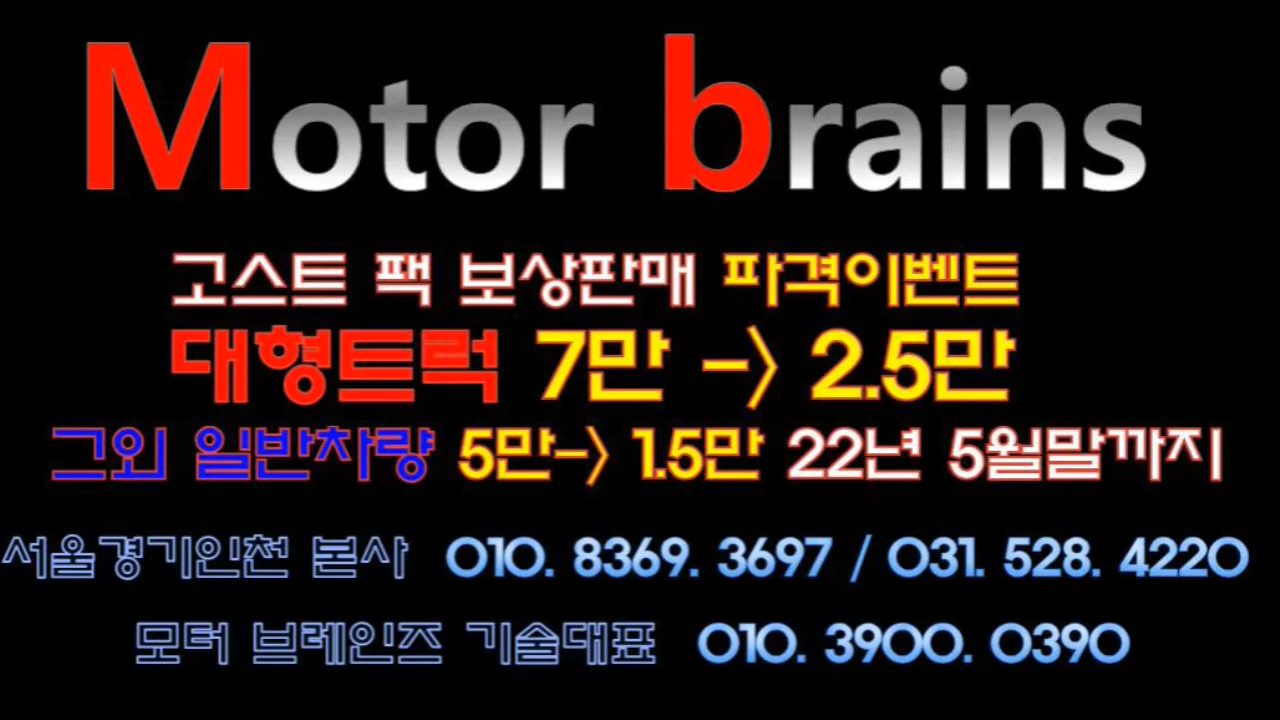 Motor brains
고스트 팩 보상판매 파격이벤트
대형트럭 7만 -> 2.5만
그외 일반차량 5만-> 1.5만 22년 5월말까지
서울경기인천 본사 010. 8369. 3697 / 031. 528. 4220
모터 브레인즈 기술대표 010. 3900. 0390